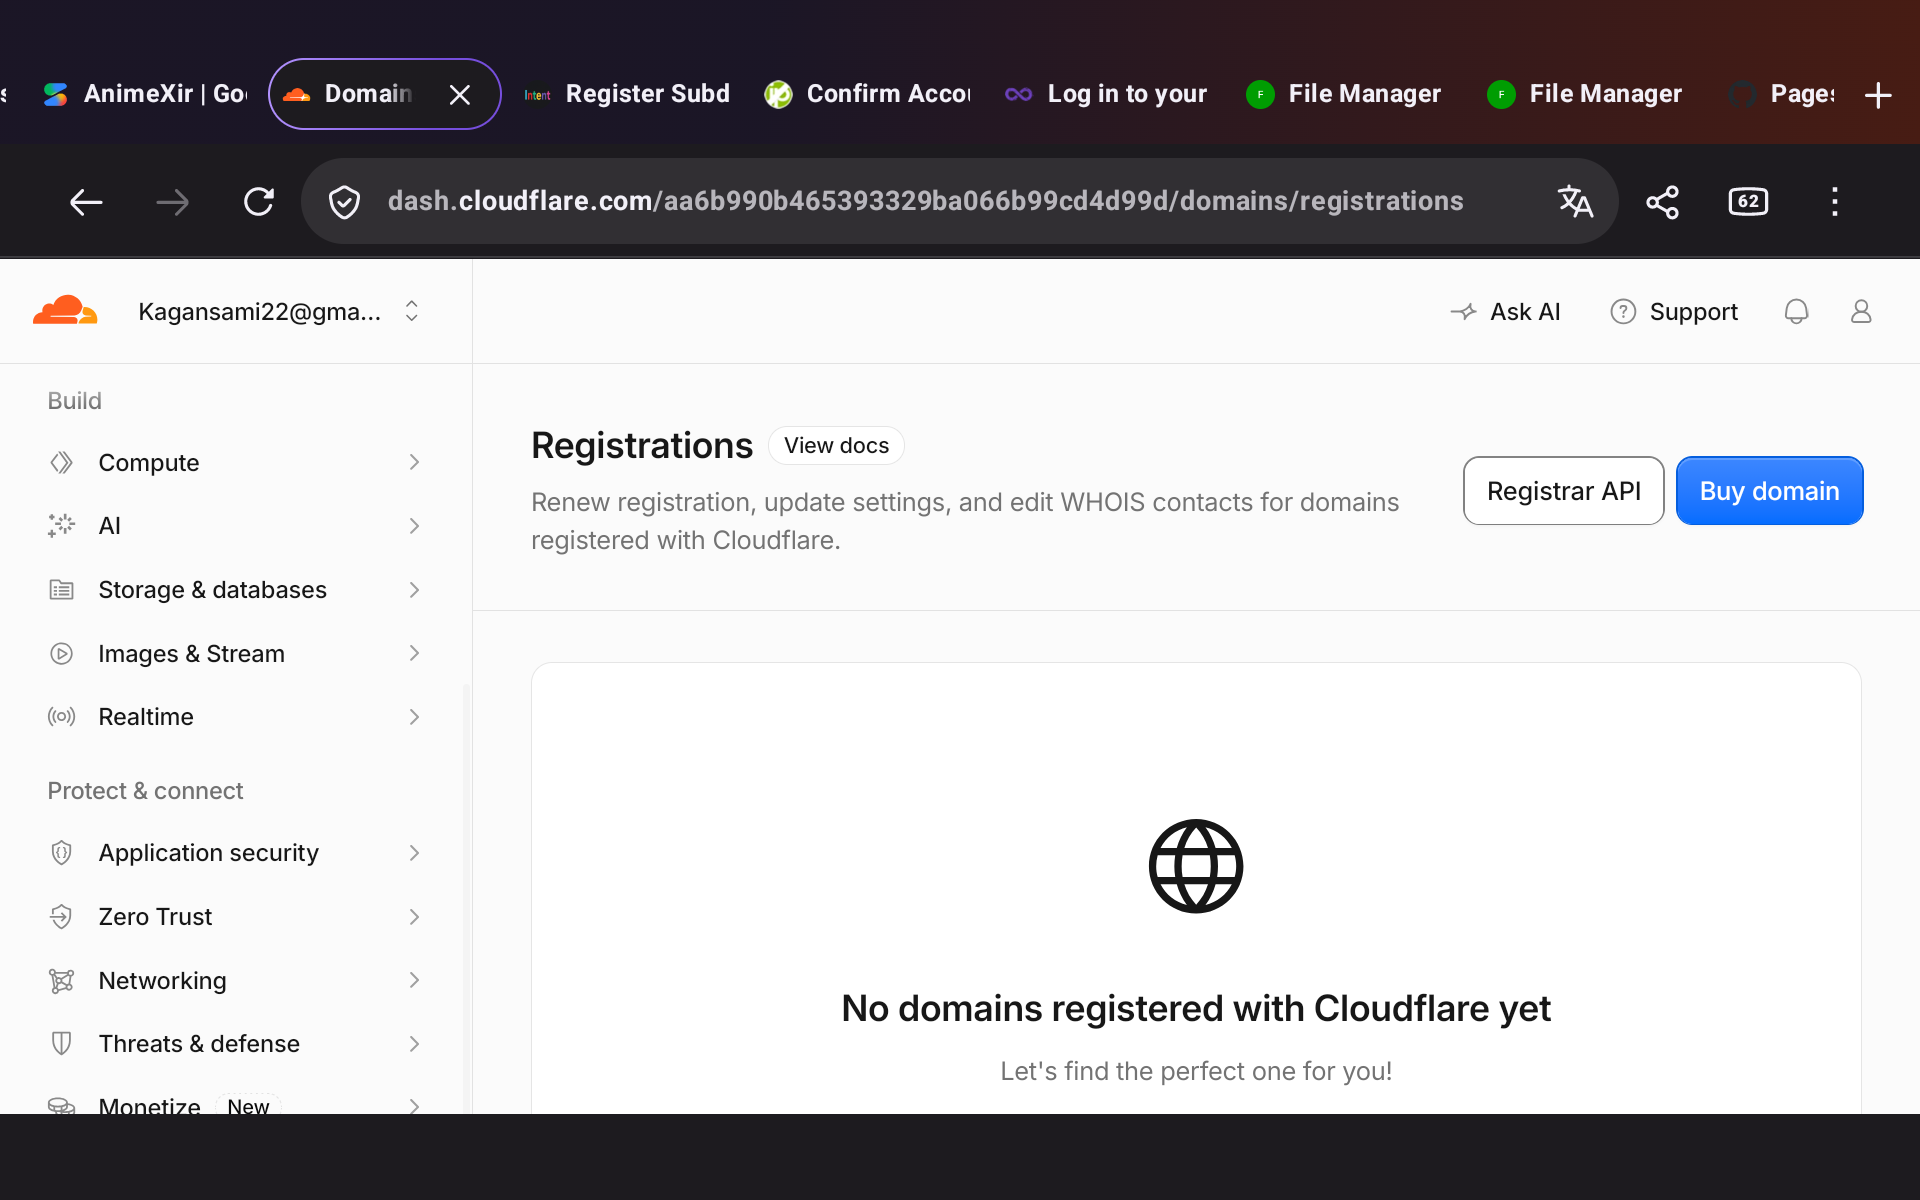 AnimeXir | Go
Domain
Intent
Register Subd
Confirm Accou
Log in to your
F
File Manager
F
File Manager
Pages
dash.cloudflare.com/aa6b990b465393329ba066b99cd4d99d/domains/registrations
62
Kagansami22@gma...
Ask AI
Support
Build
Compute
AI
Storage & databases
Images & Stream
Realtime
Protect & connect
Application security
Zero Trust
Networking
Threats & defense
Monetize New
Registrations View docs
Renew registration, update settings, and edit WHOIS contacts for domains
registered with Cloudflare.
Registrar API
Buy domain
No domains registered with Cloudflare yet
Let's find the perfect one for you!